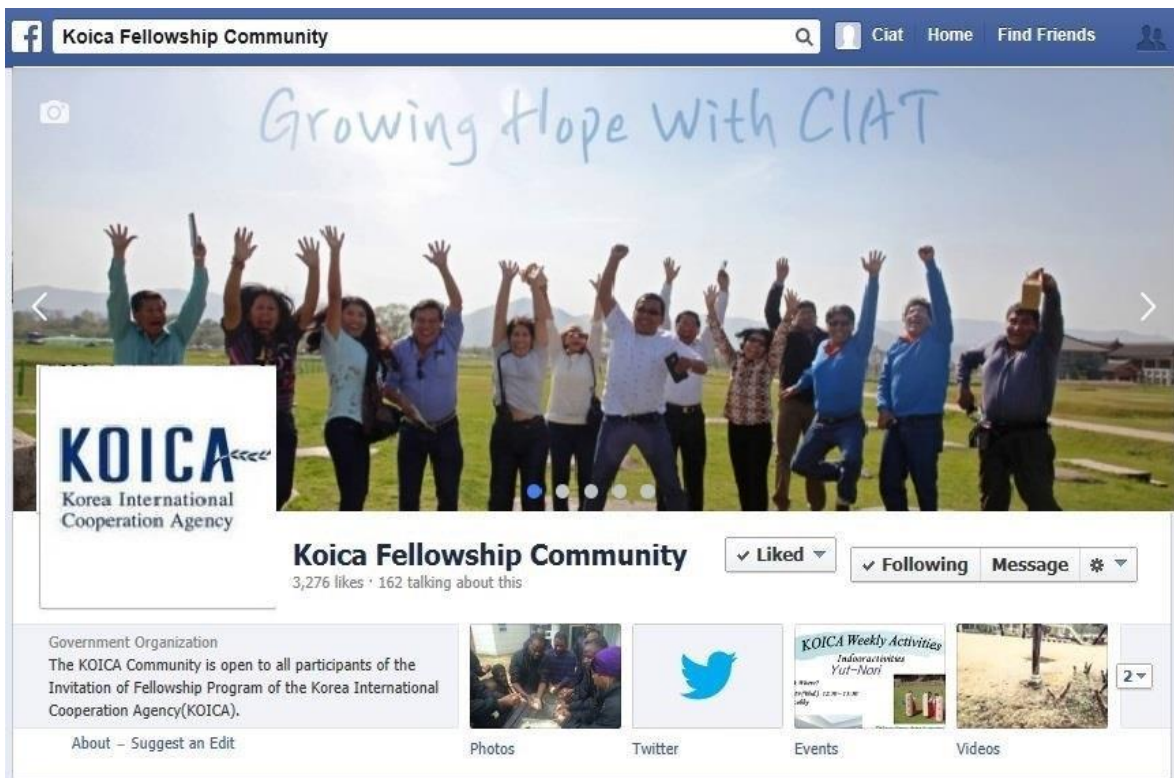 Koica Fellowship Community
Ciat Home Find Friends
Growing Hope With CIAT
KOICA
Korea International
Cooperation Agency
Koica Fellowship Community
3,276 likes · 162 talking about this
Liked
Following Message
Government Organization
The KOICA Community is open to all participants of the
Invitation of Fellowship Program of the Korea International
Cooperation Agency(KOICA).
About – Suggest an Edit
KOICA Weekly Activities
Indooractivities
Yut-Nori
Where?
2
Photos Twitter Events Videos